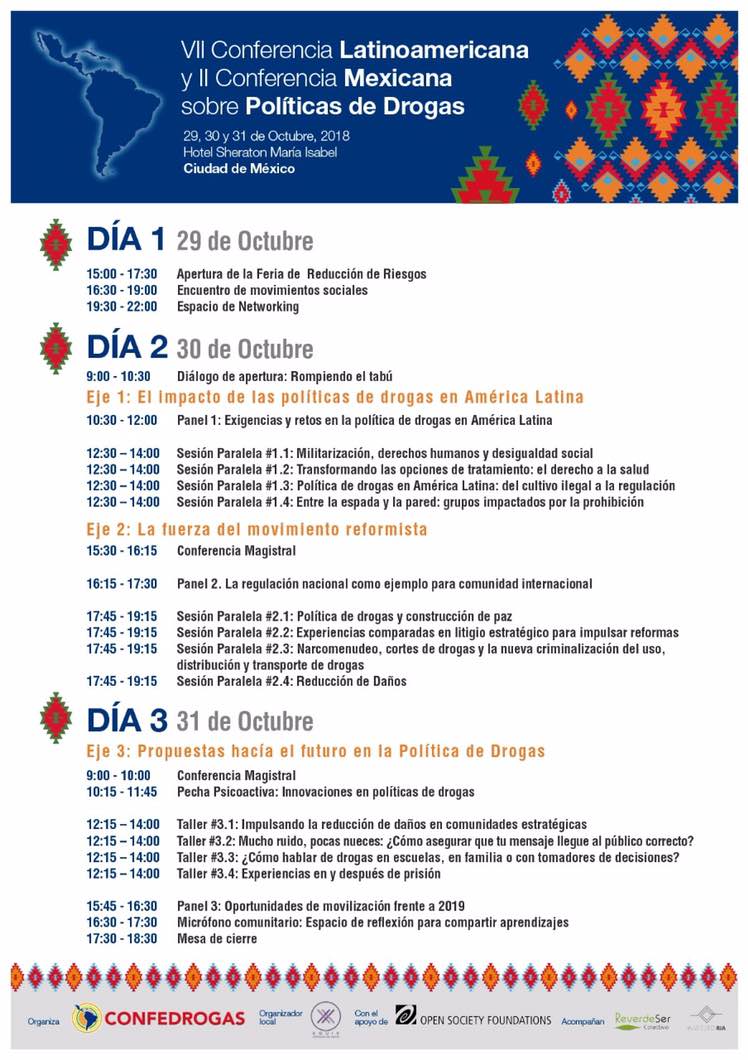 VII Conferencia Latinoamericana
y II Conferencia Mexicana
sobre Políticas de Drogas
29, 30 y 31 de Octubre, 2018
Hotel Sheraton María Isabel
Ciudad de México
DÍA 1 29 de Octubre
15:00 - 17:30 Apertura de la Feria de Reducción de Riesgos
16:30 - 19:00 Encuentro de movimientos sociales
19:30 - 22:00 Espacio de Networking
DÍA 2 30 de Octubre
9:00 - 10:30 Diálogo de apertura: Rompiendo el tabú
Eje 1: El impacto de las políticas de drogas en América Latina
10:30 - 12:00 Panel 1: Exigencias y retos en la política de drogas en América Latina
12:30 – 14:00 Sesión Paralela #1.1: Militarización, derechos humanos y desigualdad social
12:30 – 14:00 Sesión Paralela #1.2: Transformando las opciones de tratamiento: el derecho a la salud
12:30 – 14:00 Sesión Paralela #1.3: Política de drogas en América Latina: del cultivo ilegal a la regulación
12:30 – 14:00 Sesión Paralela #1.4: Entre la espada y la pared: grupos impactados por la prohibición
Eje 2: La fuerza del movimiento reformista
15:30 - 16:15 Conferencia Magistral
16:15 - 17:30 Panel 2. La regulación nacional como ejemplo para comunidad internacional
17:45 - 19:15 Sesión Paralela #2.1: Política de drogas y construcción de paz
17:45 - 19:15 Sesión Paralela #2.2: Experiencias comparadas en litigio estratégico para impulsar reformas
17:45 - 19:15 Sesión Paralela #2.3: Narcomenudeo, cortes de drogas y la nueva criminalización del uso,
distribución y transporte de drogas
17:45 - 19:15 Sesión Paralela #2.4: Reducción de Daños
DÍA 3 31 de Octubre
Eje 3: Propuestas hacía el futuro en la Política de Drogas
9:00 - 10:00 Conferencia Magistral
10:15 - 11:45 Pecha Psicoactiva: Innovaciones en políticas de drogas
12:15 – 14:00 Taller #3.1: Impulsando la reducción de daños en comunidades estratégicas
12:15 – 14:00 Taller #3.2: Mucho ruido, pocas nueces: ¿Cómo asegurar que tu mensaje llegue al público correcto?
12:15 – 14:00 Taller #3.3: ¿Cómo hablar de drogas en escuelas, en familia o con tomadores de decisiones?
12:15 – 14:00 Taller #3.4: Experiencias en y después de prisión
15:45 - 16:30 Panel 3: Oportunidades de movilización frente a 2019
16:30 - 17:30 Micrófono comunitario: Espacio de reflexión para compartir aprendizajes
17:30 - 18:30 Mesa de cierre
Organiza CONFEDROGAS Organizador local EQUIS Con el apoyo de OPEN SOCIETY FOUNDATIONS Acompañan ReverdeSer Colectivo RIA